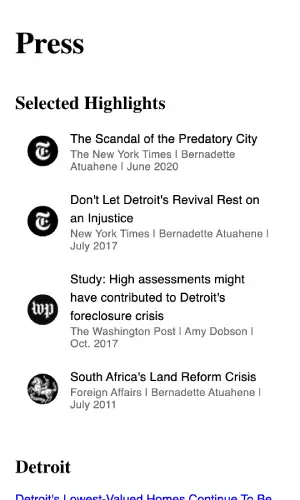 Press
Selected Highlights
The Scandal of the Predatory City
The New York Times | Bernadette
Atuahene | June 2020
Don't Let Detroit's Revival Rest on
an Injustice
New York Times | Bernadette Atuahene |
July 2017
wp
Study: High assessments might
have contributed to Detroit's
foreclosure crisis
The Washington Post | Amy Dobson |
Oct. 2017
South Africa's Land Reform Crisis
Foreign Affairs | Bernadette Atuahene |
July 2011
Detroit
Detroit's Lowest-Valued Homes Continue To Be